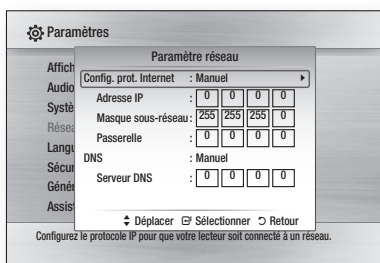 Paramètres
Paramètre réseau
Affich
Config. prot. Internet : Manuel
Audio
Adresse IP : 0 0 0 0
Systè
Masque sous-réseau : 255 255 255 0
Résea
Passerelle : 0 0 0 0
Langu
DNS : Manuel
Sécur
Serveur DNS : 0 0 0 0
Génér
Assist
Déplacer Sélectionner Retour
Configurez le protocole IP pour que votre lecteur soit connecté à un réseau.